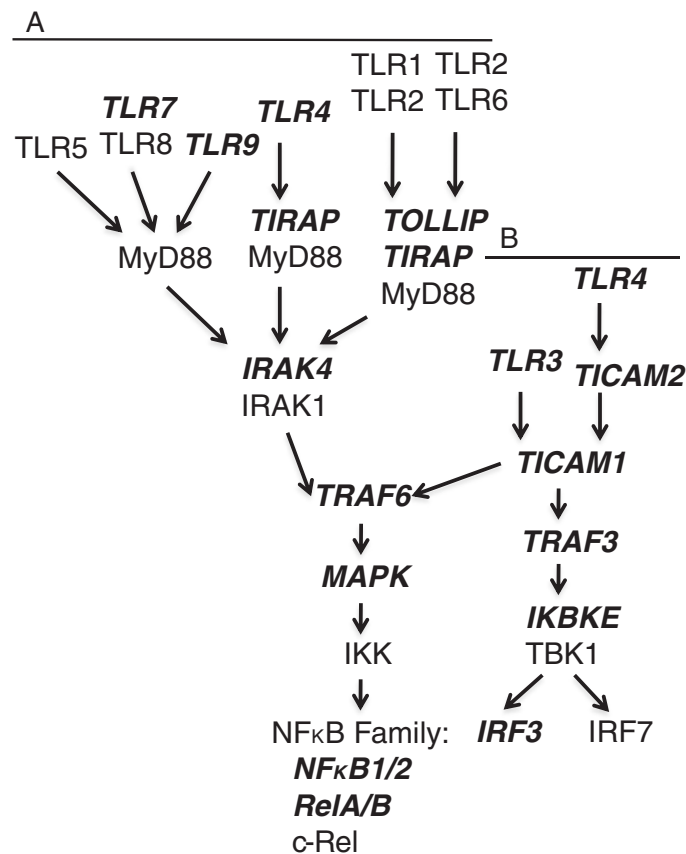 A
TLR1 TLR2
TLR2 TLR6
TLR7
TLR4
TLR5 TLR8 TLR9
TIRAP
TOLLIP
MyD88 MyD88 TIRAP
MyD88
B
TLR4
IRAK4
IRAK1
TLR3
TICAM2
TICAM1
TRAF6
TRAF3
MAPK
IKBKE
IKK TBK1
NFκB Family: IRF3 IRF7
NFκB1/2
RelA/B
c-Rel